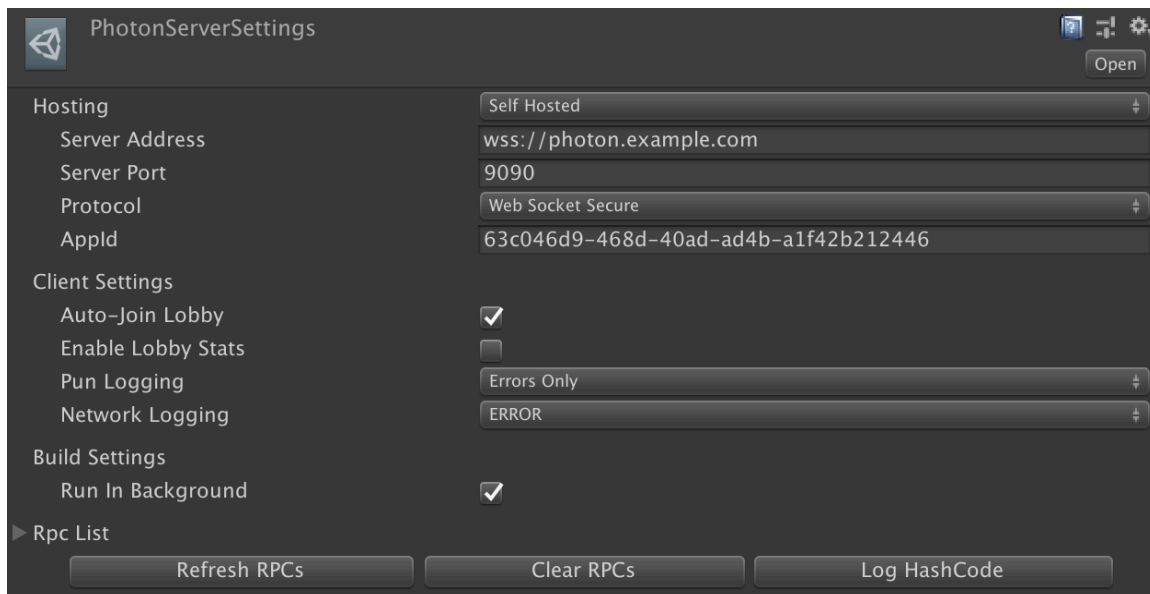 PhotonServerSettings
Open
Hosting Self Hosted
Server Address wss://photon.example.com
Server Port 9090
Protocol Web Socket Secure
AppId 63c046d9-468d-40ad-ad4b-a1f42b212446
Client Settings
Auto-Join Lobby
Enable Lobby Stats
Pun Logging Errors Only
Network Logging ERROR
Build Settings
Run In Background
Rpc List
Refresh RPCs Clear RPCs Log HashCode